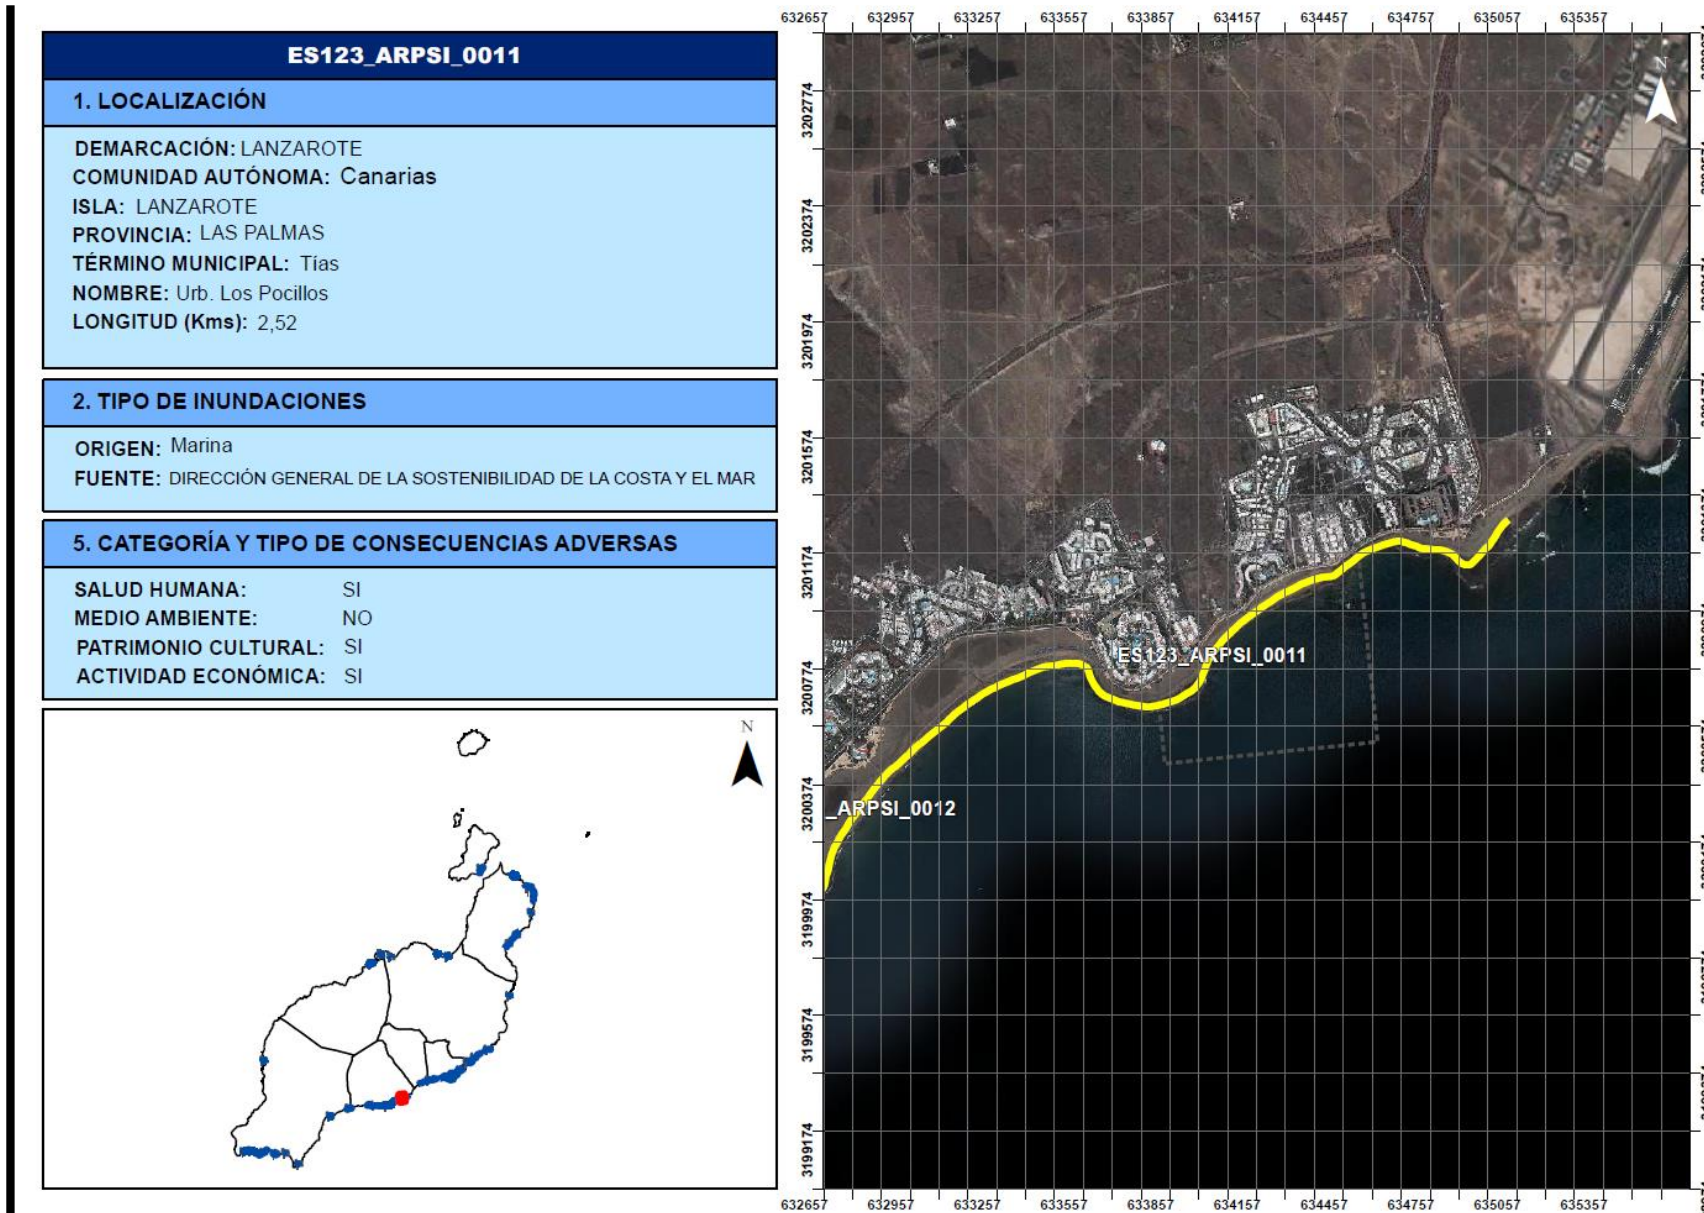 ES123_ARPSI_0011
1. LOCALIZACIÓN
DEMARCACIÓN: LANZAROTE
COMUNIDAD AUTÓNOMA: Canarias
ISLA: LANZAROTE
PROVINCIA: LAS PALMAS
TÉRMINO MUNICIPAL: Tías
NOMBRE: Urb. Los Pocillos
LONGITUD (Kms): 2,52
2. TIPO DE INUNDACIONES
ORIGEN: Marina
FUENTE: DIRECCIÓN GENERAL DE LA SOSTENIBILIDAD DE LA COSTA Y EL MAR
5. CATEGORÍA Y TIPO DE CONSECUENCIAS ADVERSAS
SALUD HUMANA: SI
MEDIO AMBIENTE: NO
PATRIMONIO CULTURAL: SI
ACTIVIDAD ECONÓMICA: SI
N
632657 632957 633257 633557 633857 634157 634457 634757 635057 635357
N
3202774
3202374
3201974
3201574
3201174
3200774
3200374
3199974
3199574
3199174
ES123_ARPSI_0011
_ARPSI_0012
632657 632957 633257 633557 633857 634157 634457 634757 635057 635357